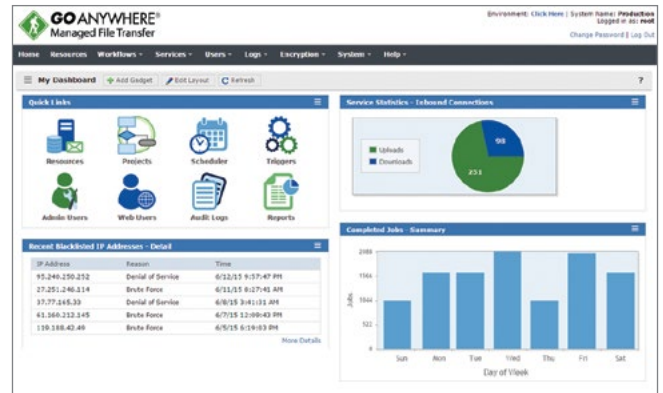 GOANYWHERE®
Managed File Transfer
Environment: Click Here | System Name: Production
Logged in as: root
Change Password | Log Out
Home Resources Workflows Services Users Logs Encryption System Help
My Dashboard Add Gadget Edit Layout Refresh ?
Quick Links
Resources Projects Scheduler Triggers
Admin Users Web Users Audit Logs Reports
Recent Blacklisted IP Addresses - Detail
IP Address Reason Time
95.240.250.252 Denial of Service 6/12/15 9:57:47 PM
27.251.246.114 Brute Force 6/11/15 8:27:41 AM
37.77.165.33 Denial of Service 6/8/15 3:41:31 AM
61.160.212.145 Brute Force 6/7/15 12:09:43 PM
119.188.42.49 Brute Force 6/5/15 6:19:03 PM
More Details
Service Statistics - Inbound Connections
Uploads
Downloads
98
251
Completed Jobs - Summary
2088
1566
1044
522
0
Jobs
Sun Mon Tue Wed Thu Fri Sat
Day of Week